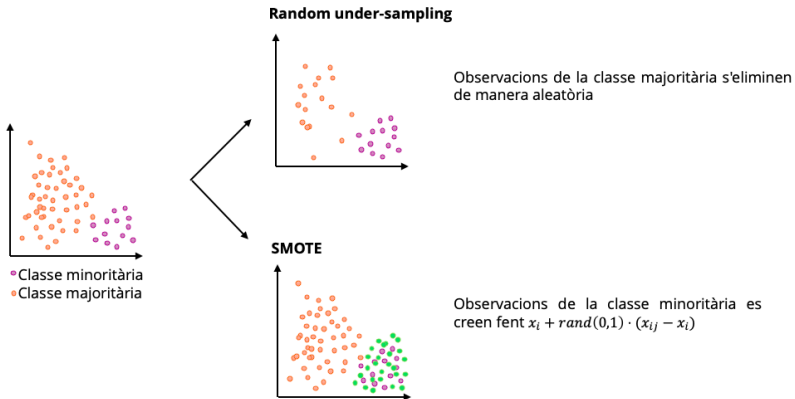 Random under-sampling
Observacions de la classe majoritària s'eliminen
de manera aleatòria
Classe minoritària
Classe majoritària
SMOTE
Observacions de la classe minoritària es
creen fent $x_i + rand(0,1) \cdot (x_{ij} - x_i)$